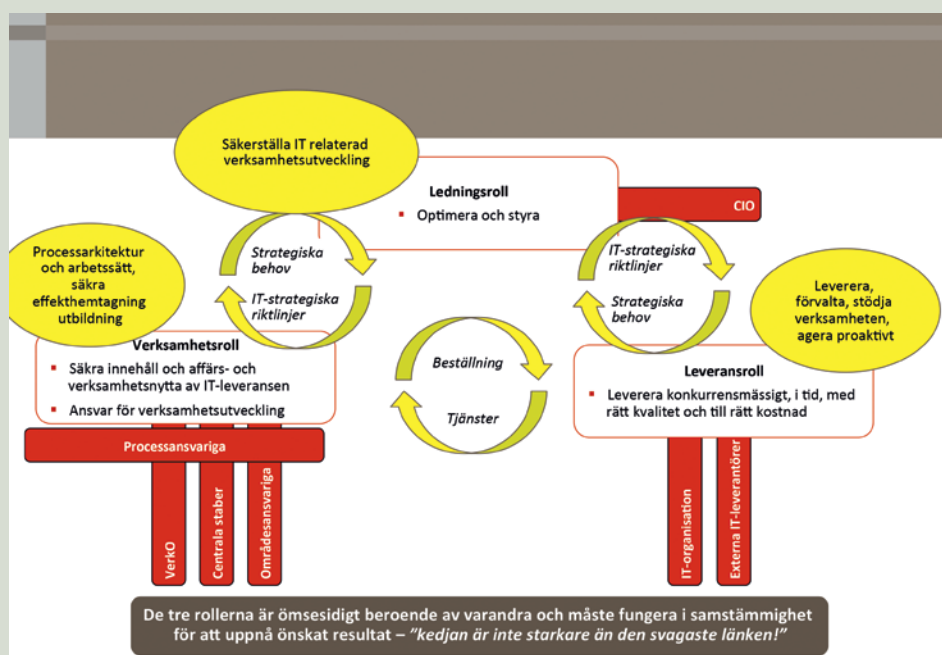 Säkerställa IT relaterad
verksamhetsutveckling
Ledningsroll
▪ Optimera och styra
CIO
Processarkitektur
och arbetssätt,
säkra
effekthemtagning
utbildning
Strategiska
behov
IT-strategiska
riktlinjer
IT-strategiska
riktlinjer
Strategiska
behov
Leverera,
förvalta, stödja
verksamheten,
agera proaktivt
Verksamhetsroll
▪ Säkra innehåll och affärs- och
verksamhetsnytta av IT-leveransen
▪ Ansvar för verksamhetsutveckling
Beställning
Tjänster
Leveransroll
▪ Leverera konkurrensmässigt, i tid, med
rätt kvalitet och till rätt kostnad
Processansvariga
VerkO
Centrala staber
Områdesansvariga
IT-organisation
Externa IT-leverantörer
De tre rollerna är ömsesidigt beroende av varandra och måste fungera i samstämmighet
för att uppnå önskat resultat – ”kedjan är inte starkare än den svagaste länken!”